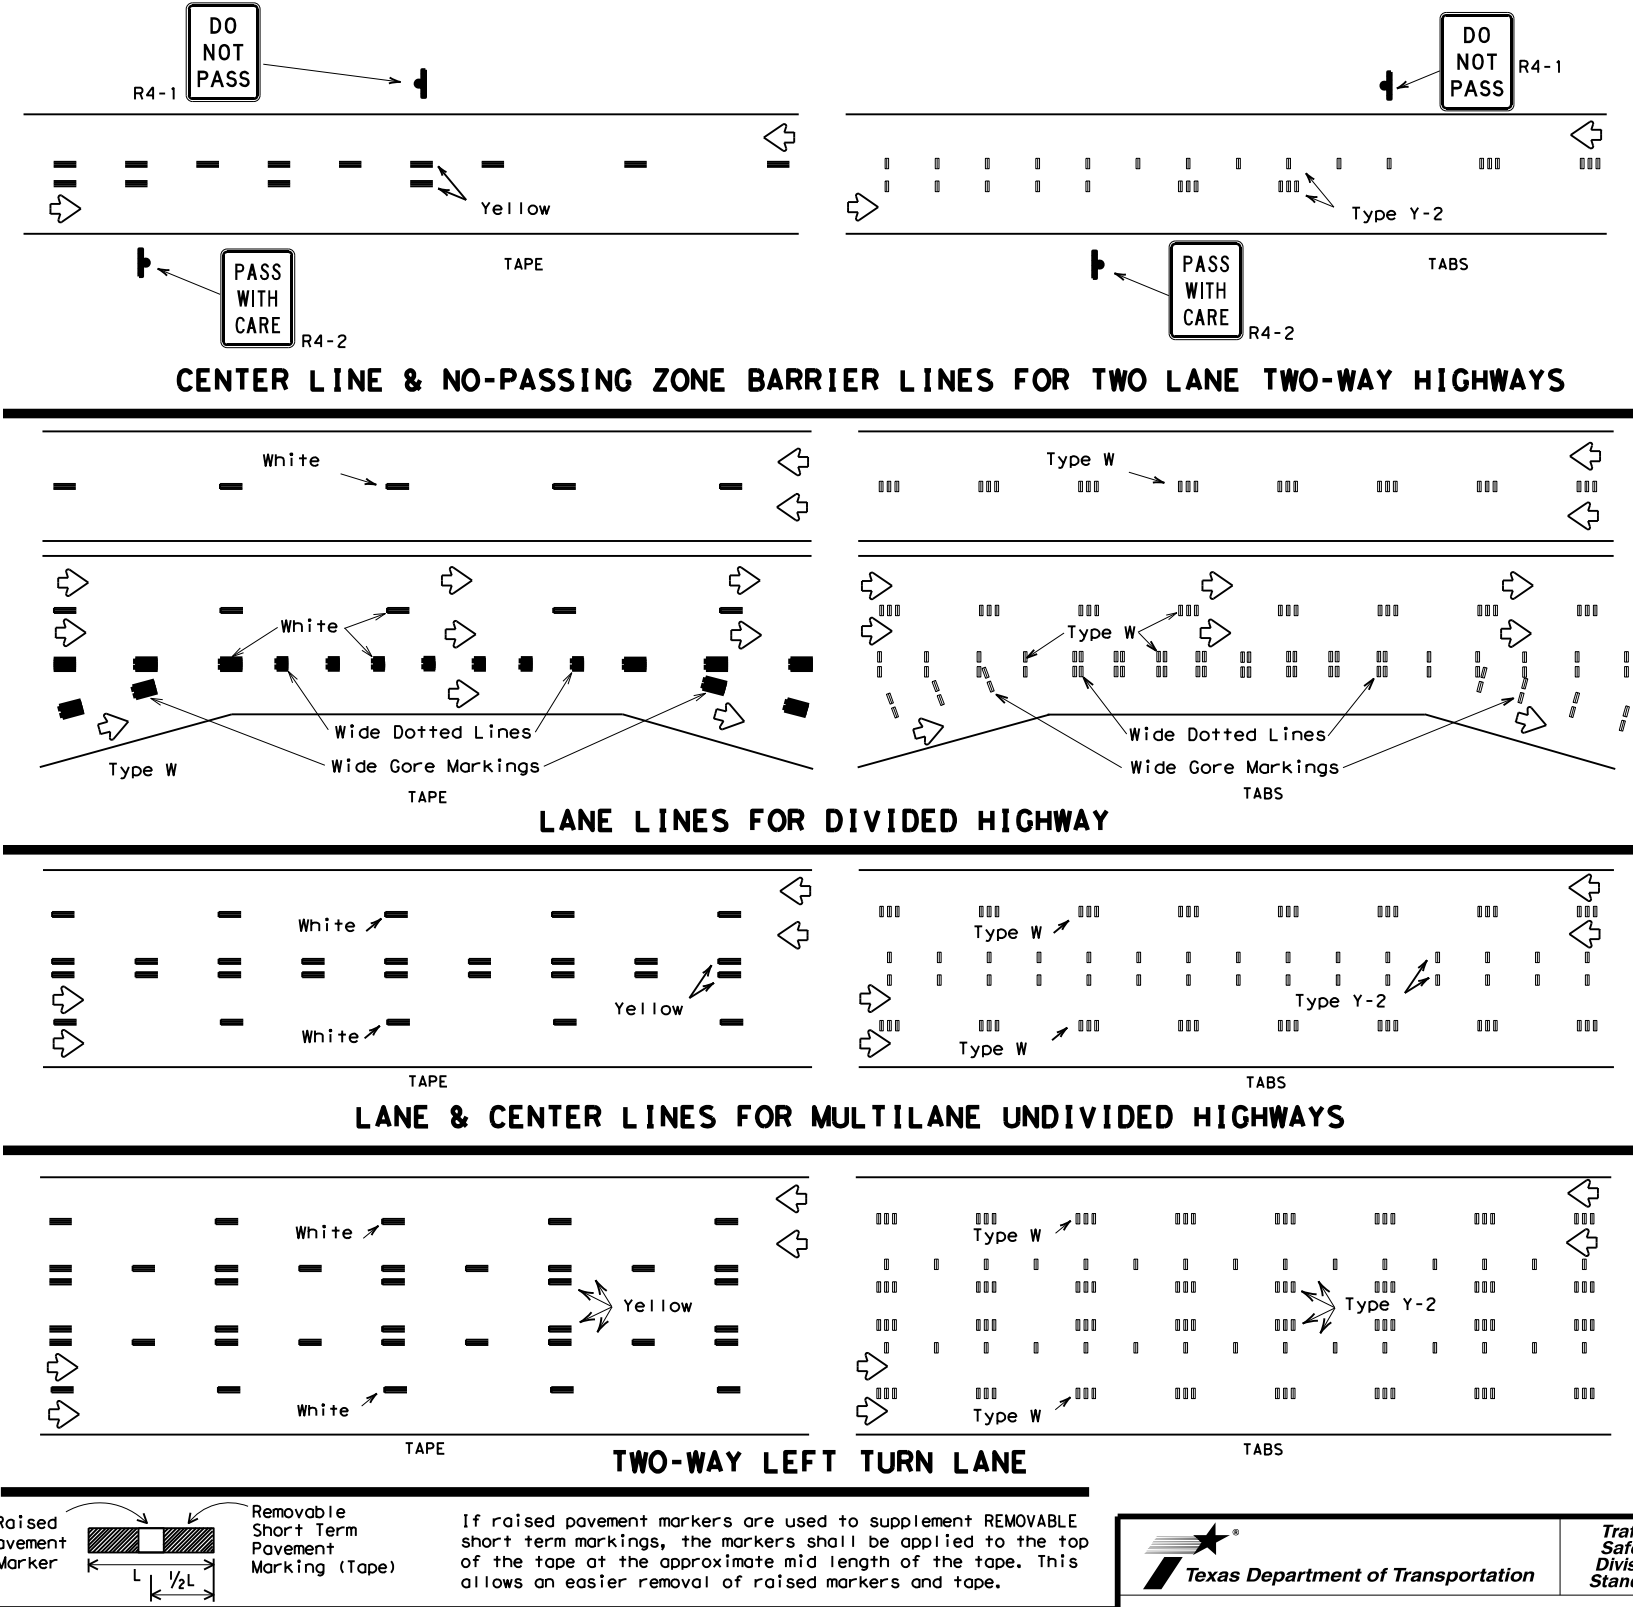 DO
NOT
PASS
R4-1
DO
NOT
PASS
R4-1
Yellow
Type Y-2
TAPE
TABS
PASS
WITH
CARE
R4-2
PASS
WITH
CARE
R4-2
CENTER LINE & NO-PASSING ZONE BARRIER LINES FOR TWO LANE TWO-WAY HIGHWAYS
White
Type W
White
Type W
Wide Dotted Lines
Wide Dotted Lines
Type W
Wide Gore Markings
Wide Gore Markings
TAPE
TABS
LANE LINES FOR DIVIDED HIGHWAY
White
Type W
Yellow
Type Y-2
White
Type W
TAPE
TABS
LANE & CENTER LINES FOR MULTILANE UNDIVIDED HIGHWAYS
White
Type W
Yellow
Type Y-2
White
Type W
TAPE
TABS
TWO-WAY LEFT TURN LANE
Raised
Pavement
Marker
Removable
Short Term
Pavement
Marking (Tape)
L
½L
If raised pavement markers are used to supplement REMOVABLE
short term markings, the markers shall be applied to the top
of the tape at the approximate mid length of the tape. This
allows an easier removal of raised markers and tape.
®
Texas Department of Transportation